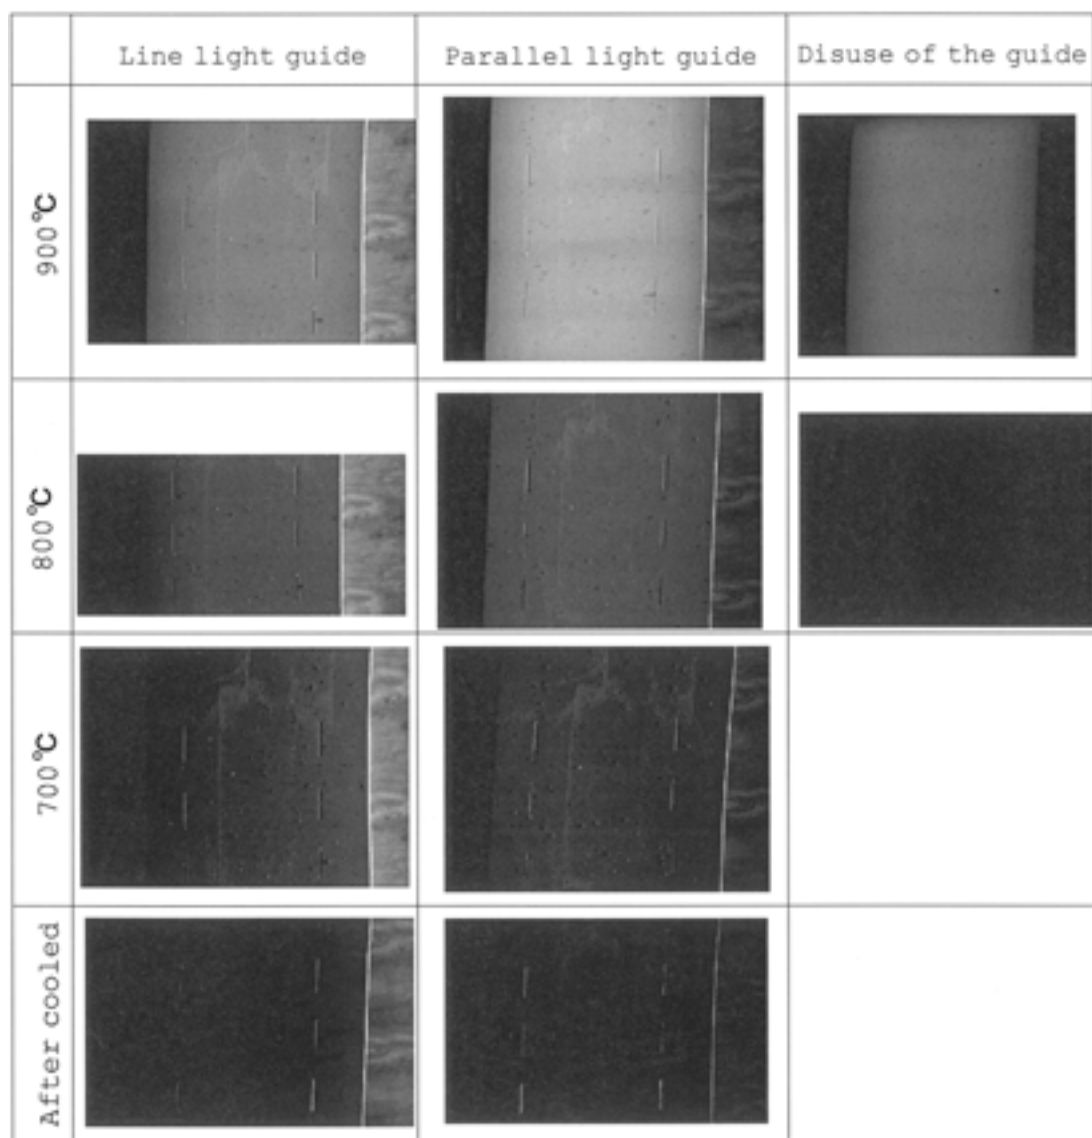 Line light guide
Parallel light guide
Disuse of the guide
900℃
800℃
700℃
After cooled